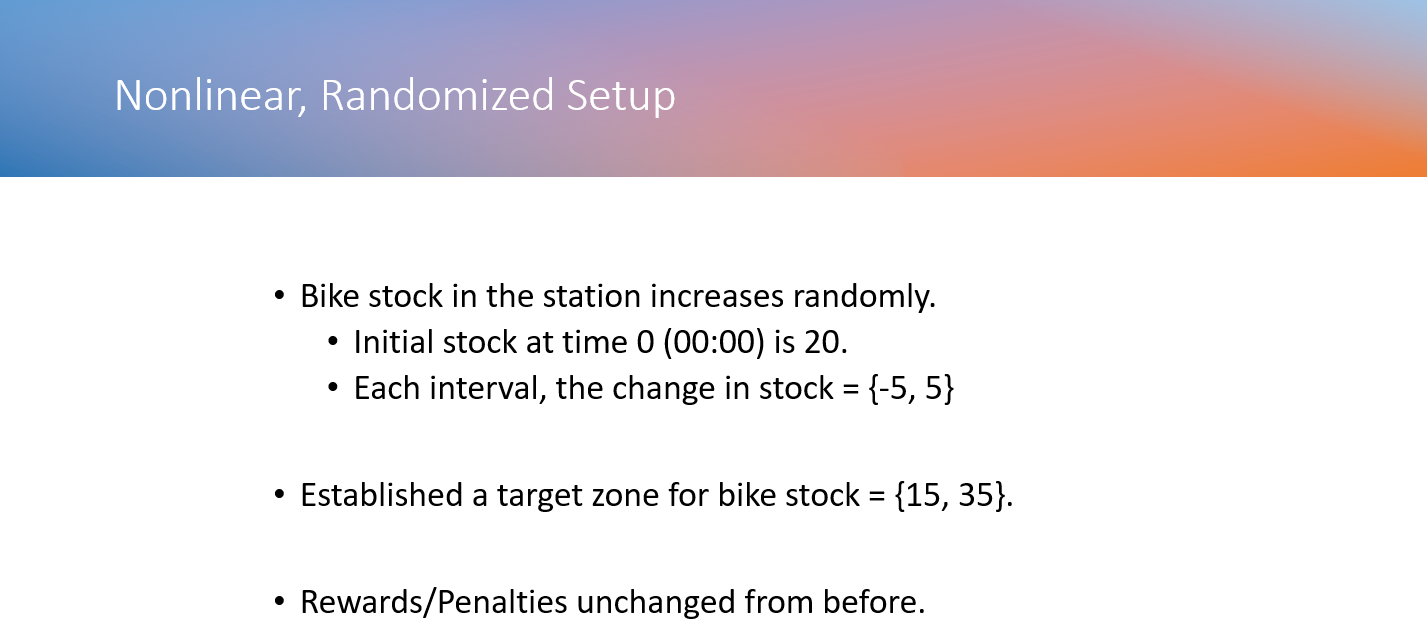 Nonlinear, Randomized Setup
• Bike stock in the station increases randomly.
• Initial stock at time 0 (00:00) is 20.
• Each interval, the change in stock = {-5, 5}
• Established a target zone for bike stock = {15, 35}.
• Rewards/Penalties unchanged from before.